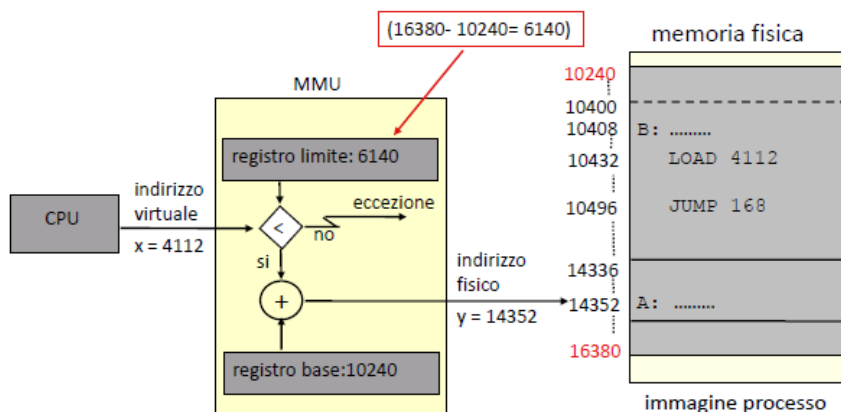 (16380- 10240= 6140)
memoria fisica
MMU
10240
10400
10408 B: .........
registro limite: 6140
10432 LOAD 4112
indirizzo
virtuale
eccezione
CPU
<
no
10496 JUMP 168
x = 4112
si
indirizzo
fisico
14336
+
14352 A: .........
y = 14352
16380
registro base:10240
immagine processo